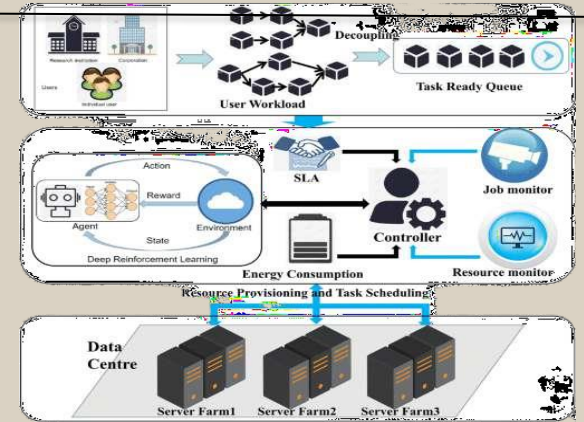 Research institution
Corporation
Users
Individual user
User Workload
Decoupling
Task Ready Queue
Action
Reward
Agent
Environment
State
Deep Reinforcement Learning
SLA
Energy Consumption
Controller
Job monitor
Resource monitor
Resource Provisioning and Task Scheduling
Data
Centre
Server Farm1
Server Farm2
Server Farm3